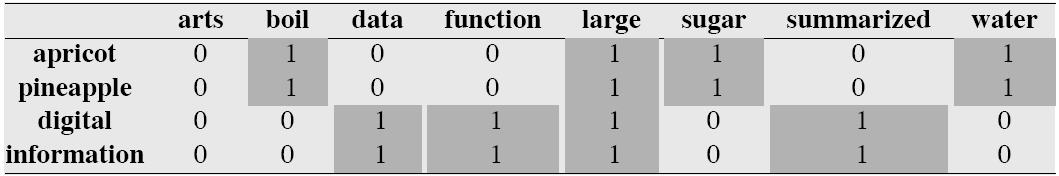 arts boil data function large sugar summarized water
apricot 0 1 0 0 1 1 0 1
pineapple 0 1 0 0 1 1 0 1
digital 0 0 1 1 1 0 1 0
information 0 0 1 1 1 0 1 0